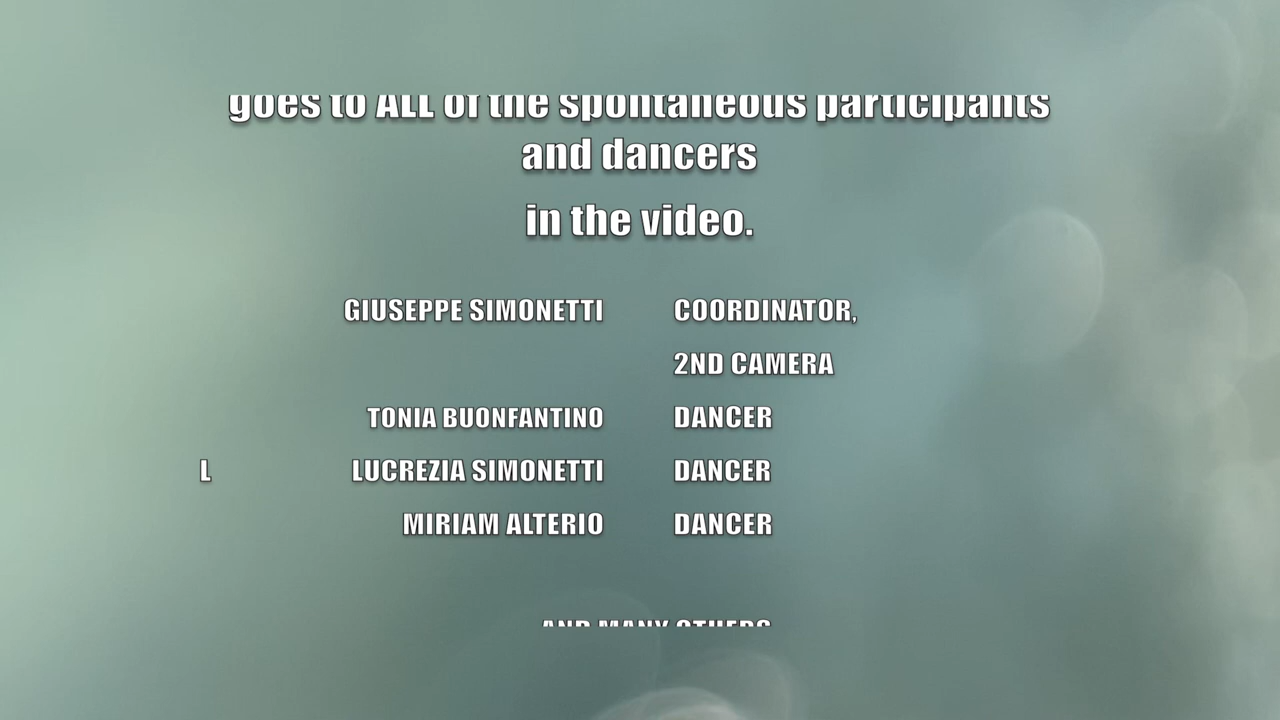 goes to ALL of the spontaneous participants
and dancers
in the video.
GIUSEPPE SIMONETTI COORDINATOR,
2ND CAMERA
TONIA BUONFANTINO DANCER
L LUCREZIA SIMONETTI DANCER
MIRIAM ALTERIO DANCER
AND MANY OTHERS